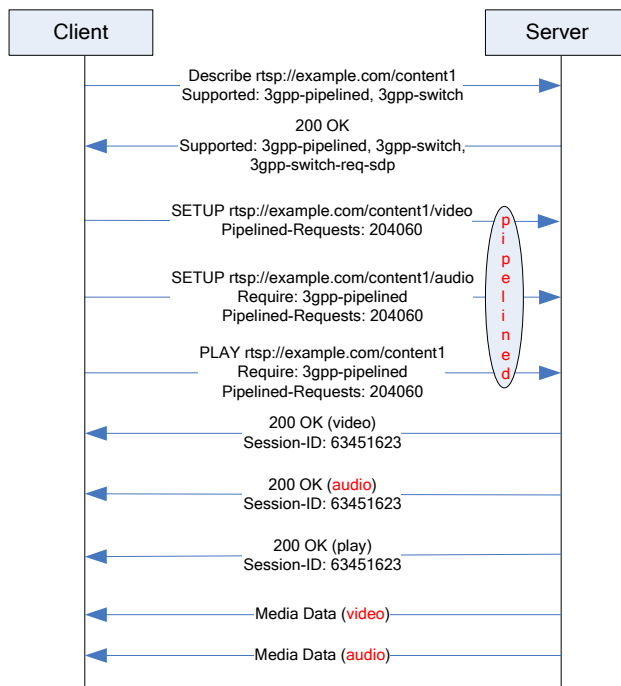 Client
Server
Describe rtsp://example.com/content1
Supported: 3gpp-pipelined, 3gpp-switch
200 OK
Supported: 3gpp-pipelined, 3gpp-switch,
3gpp-switch-req-sdp
SETUP rtsp://example.com/content1/video
Pipelined-Requests: 204060
SETUP rtsp://example.com/content1/audio
Require: 3gpp-pipelined
Pipelined-Requests: 204060
PLAY rtsp://example.com/content1
Require: 3gpp-pipelined
Pipelined-Requests: 204060
pipelined
200 OK (video)
Session-ID: 63451623
200 OK (audio)
Session-ID: 63451623
200 OK (play)
Session-ID: 63451623
Media Data (video)
Media Data (audio)